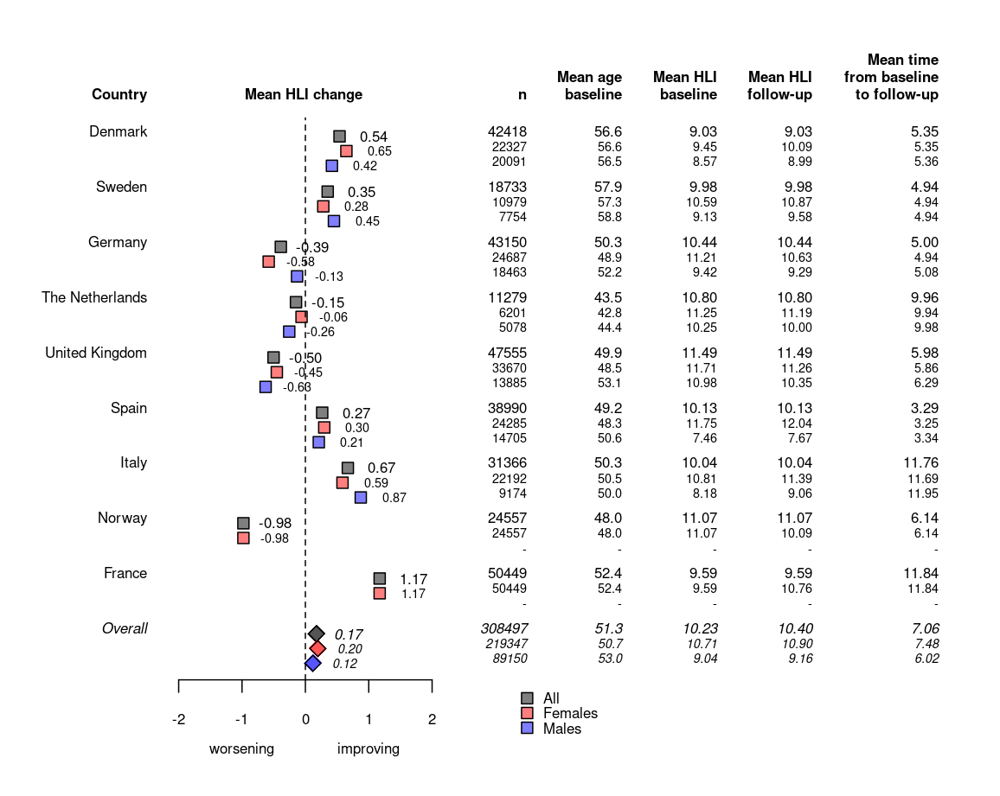 Mean time
Mean age Mean HLI Mean HLI from baseline
Country Mean HLI change n baseline baseline follow-up to follow-up
Denmark 0.54 42418 56.6 9.03 9.03 5.35
0.65 22327 56.6 9.45 10.09 5.35
0.42 20091 56.5 8.57 8.99 5.36
Sweden 0.35 18733 57.9 9.98 9.98 4.94
0.28 10979 57.3 10.59 10.87 4.94
0.45 7754 58.8 9.13 9.58 4.94
Germany -0.39 43150 50.3 10.44 10.44 5.00
-0.58 24687 48.9 11.21 10.63 4.94
-0.13 18463 52.2 9.42 9.29 5.08
The Netherlands -0.15 11279 43.5 10.80 10.80 9.96
-0.06 6201 42.8 11.25 11.19 9.94
-0.26 5078 44.4 10.25 10.00 9.98
United Kingdom -0.50 47555 49.9 11.49 11.49 5.98
-0.45 33670 48.5 11.71 11.26 5.86
-0.63 13885 53.1 10.98 10.35 6.29
Spain 0.27 38990 49.2 10.13 10.13 3.29
0.30 24285 48.3 11.75 12.04 3.25
0.21 14705 50.6 7.46 7.67 3.34
Italy 0.67 31366 50.3 10.04 10.04 11.76
0.59 22192 50.5 10.81 11.39 11.69
0.87 9174 50.0 8.18 9.06 11.95
Norway -0.98 24557 48.0 11.07 11.07 6.14
-0.98 24557 48.0 11.07 10.09 6.14
- - - - -
France 1.17 50449 52.4 9.59 9.59 11.84
1.17 50449 52.4 9.59 10.76 11.84
- - - - -
Overall 0.17 308497 51.3 10.23 10.40 7.06
0.20 219347 50.7 10.71 10.90 7.48
0.12 89150 53.0 9.04 9.16 6.02
-2 -1 0 1 2
worsening improving
All
Females
Males